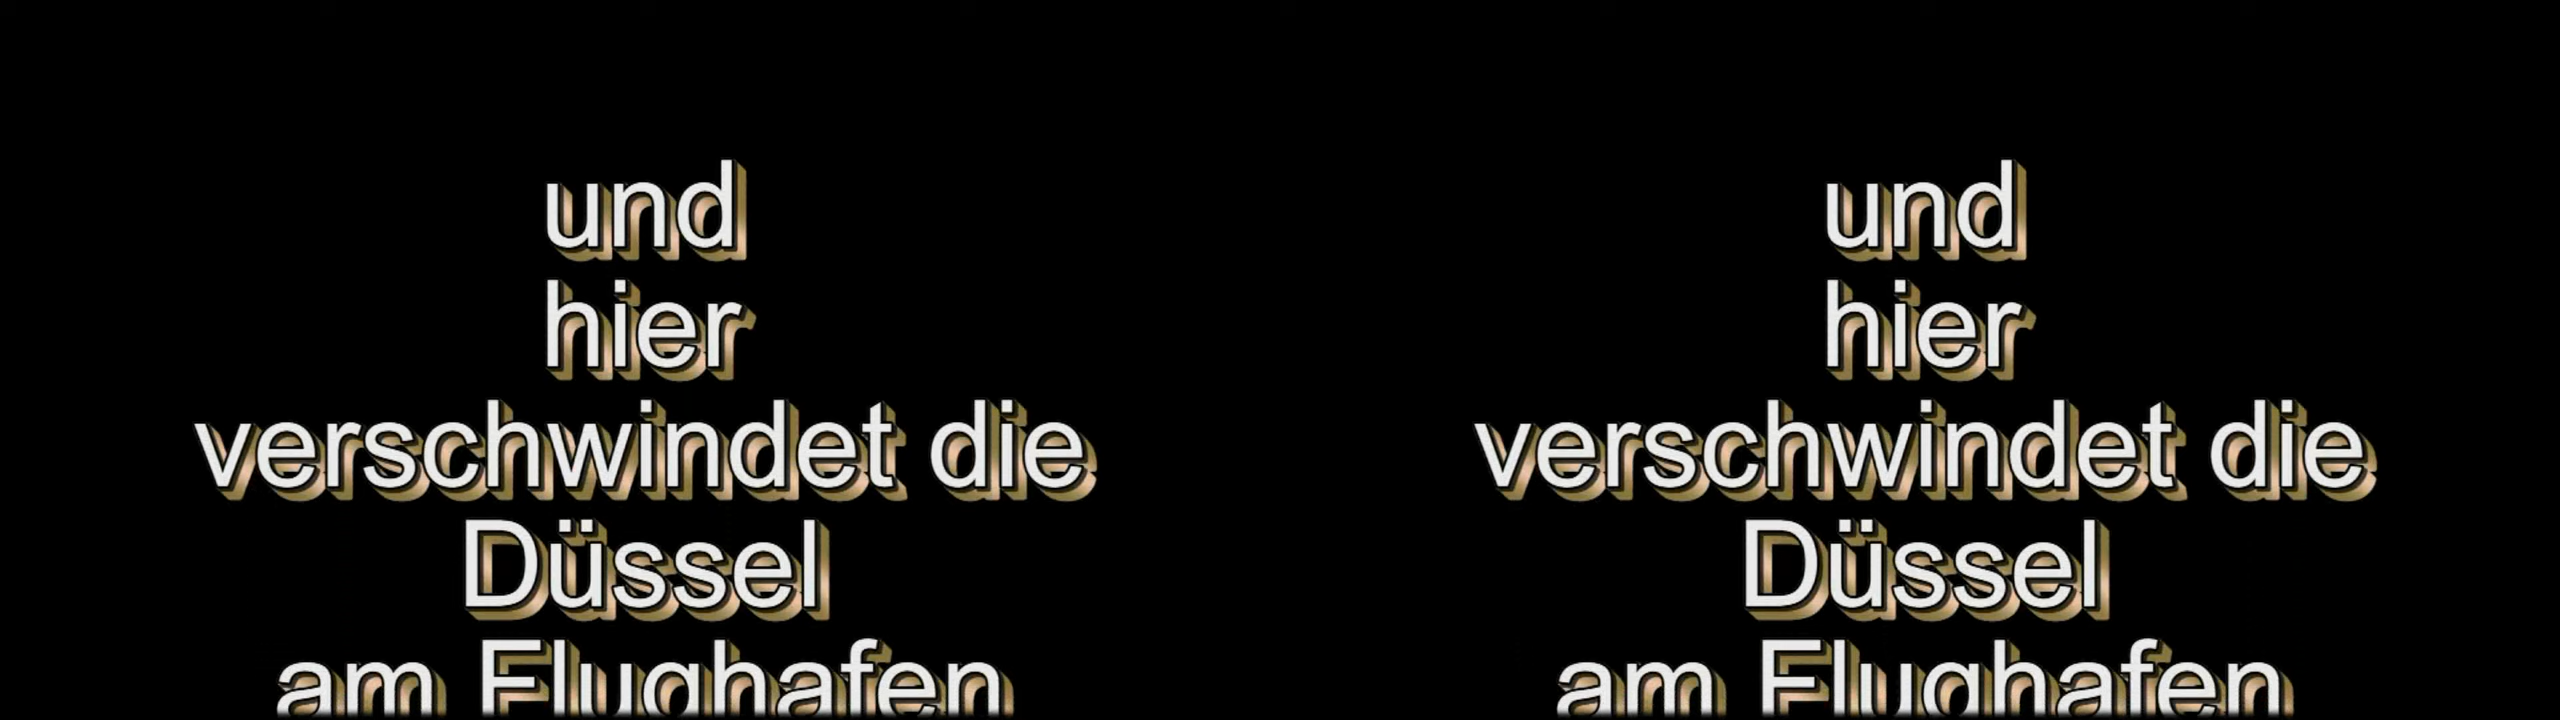 und
hier
verschwindet die
Düssel
am Flughafen
und
hier
verschwindet die
Düssel
am Flughafen